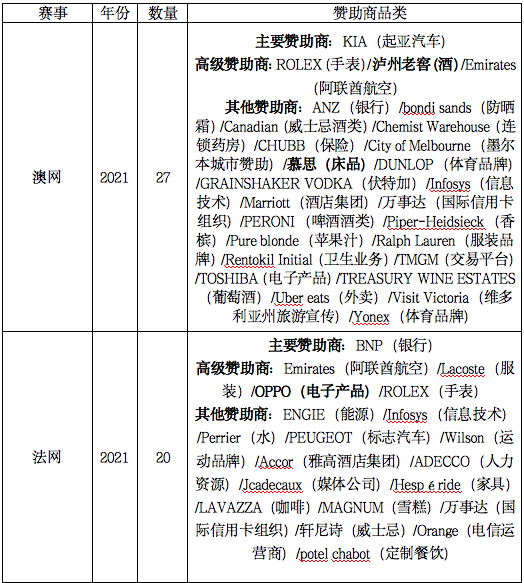 赛事 年份 数量 赞助商品类
澳网 2021 27
主要赞助商：KIA（起亚汽车）
高级赞助商: ROLEX (手表) /泸州老窖(酒) /Emirates
(阿联酋航空)
其他赞助商：ANZ（银行）/bondi sands（防晒
霜）/Canadian (威士忌酒类) /Chemist Warehouse (连
锁药房）/CHUBB（保险）/City of Melbourne（墨尔
本城市赞助）/慕思（床品）/DUNLOP（体育品牌）
/GRAINSHAKER VODKA（伏特加）/Infosys（信息
技术）/Marriott（酒店集团）/万事达（国际信用卡
组织）/PERONI（啤酒酒类）/Piper-Heidsieck（香
槟）/Pure blonde（苹果汁）/Ralph Lauren（服装品
牌）/Rentokil Initial（卫生业务）/TMGM（交易平台）
/TOSHIBA (电子产品) /TREASURY WINE ESTATES
（葡萄酒）/Uber eats（外卖）/Visit Victoria（维多
利亚州旅游宣传）/Yonex（体育品牌）
法网 2021 20
主要赞助商：BNP（银行）
高级赞助商：Emirates（阿联酋航空）/Lacoste（服
装）/OPPO（电子产品）/ROLEX（手表）
其他赞助商：ENGIE（能源）/Infosys（信息技术）
/Perrier（水）/PEUGEOT（标志汽车）/Wilson（运
动品牌）/Accor（雅高酒店集团）/ADECCO（人力
资源）/Jcadecaux（媒体公司）/Hesp é ride（家具）
/LAVAZZA（咖啡）/MAGNUM（雪糕）/万事达（国
际信用卡组织）/轩尼诗（威士忌）/Orange（电信运
营商）/potel chabot（定制餐饮）